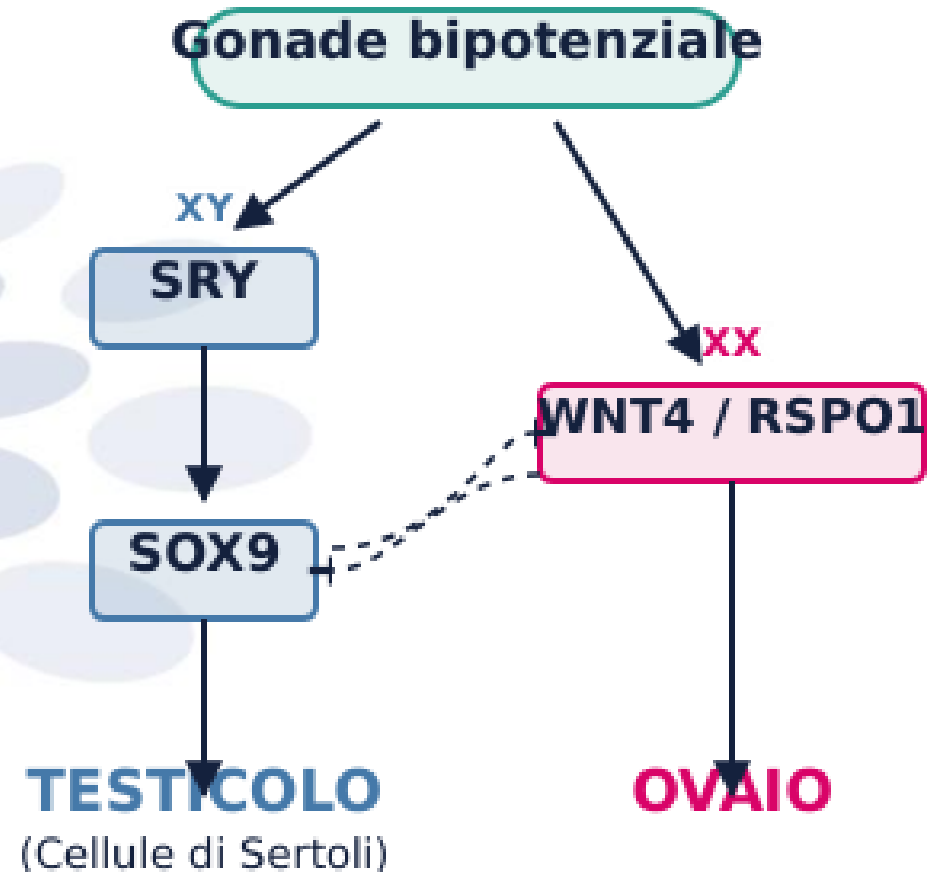 Gonade bipotenziale
XY
SRY
XX
WNT4 / RSPO1
SOX9
TESTICOLO
(Cellule di Sertoli)
OVAIO